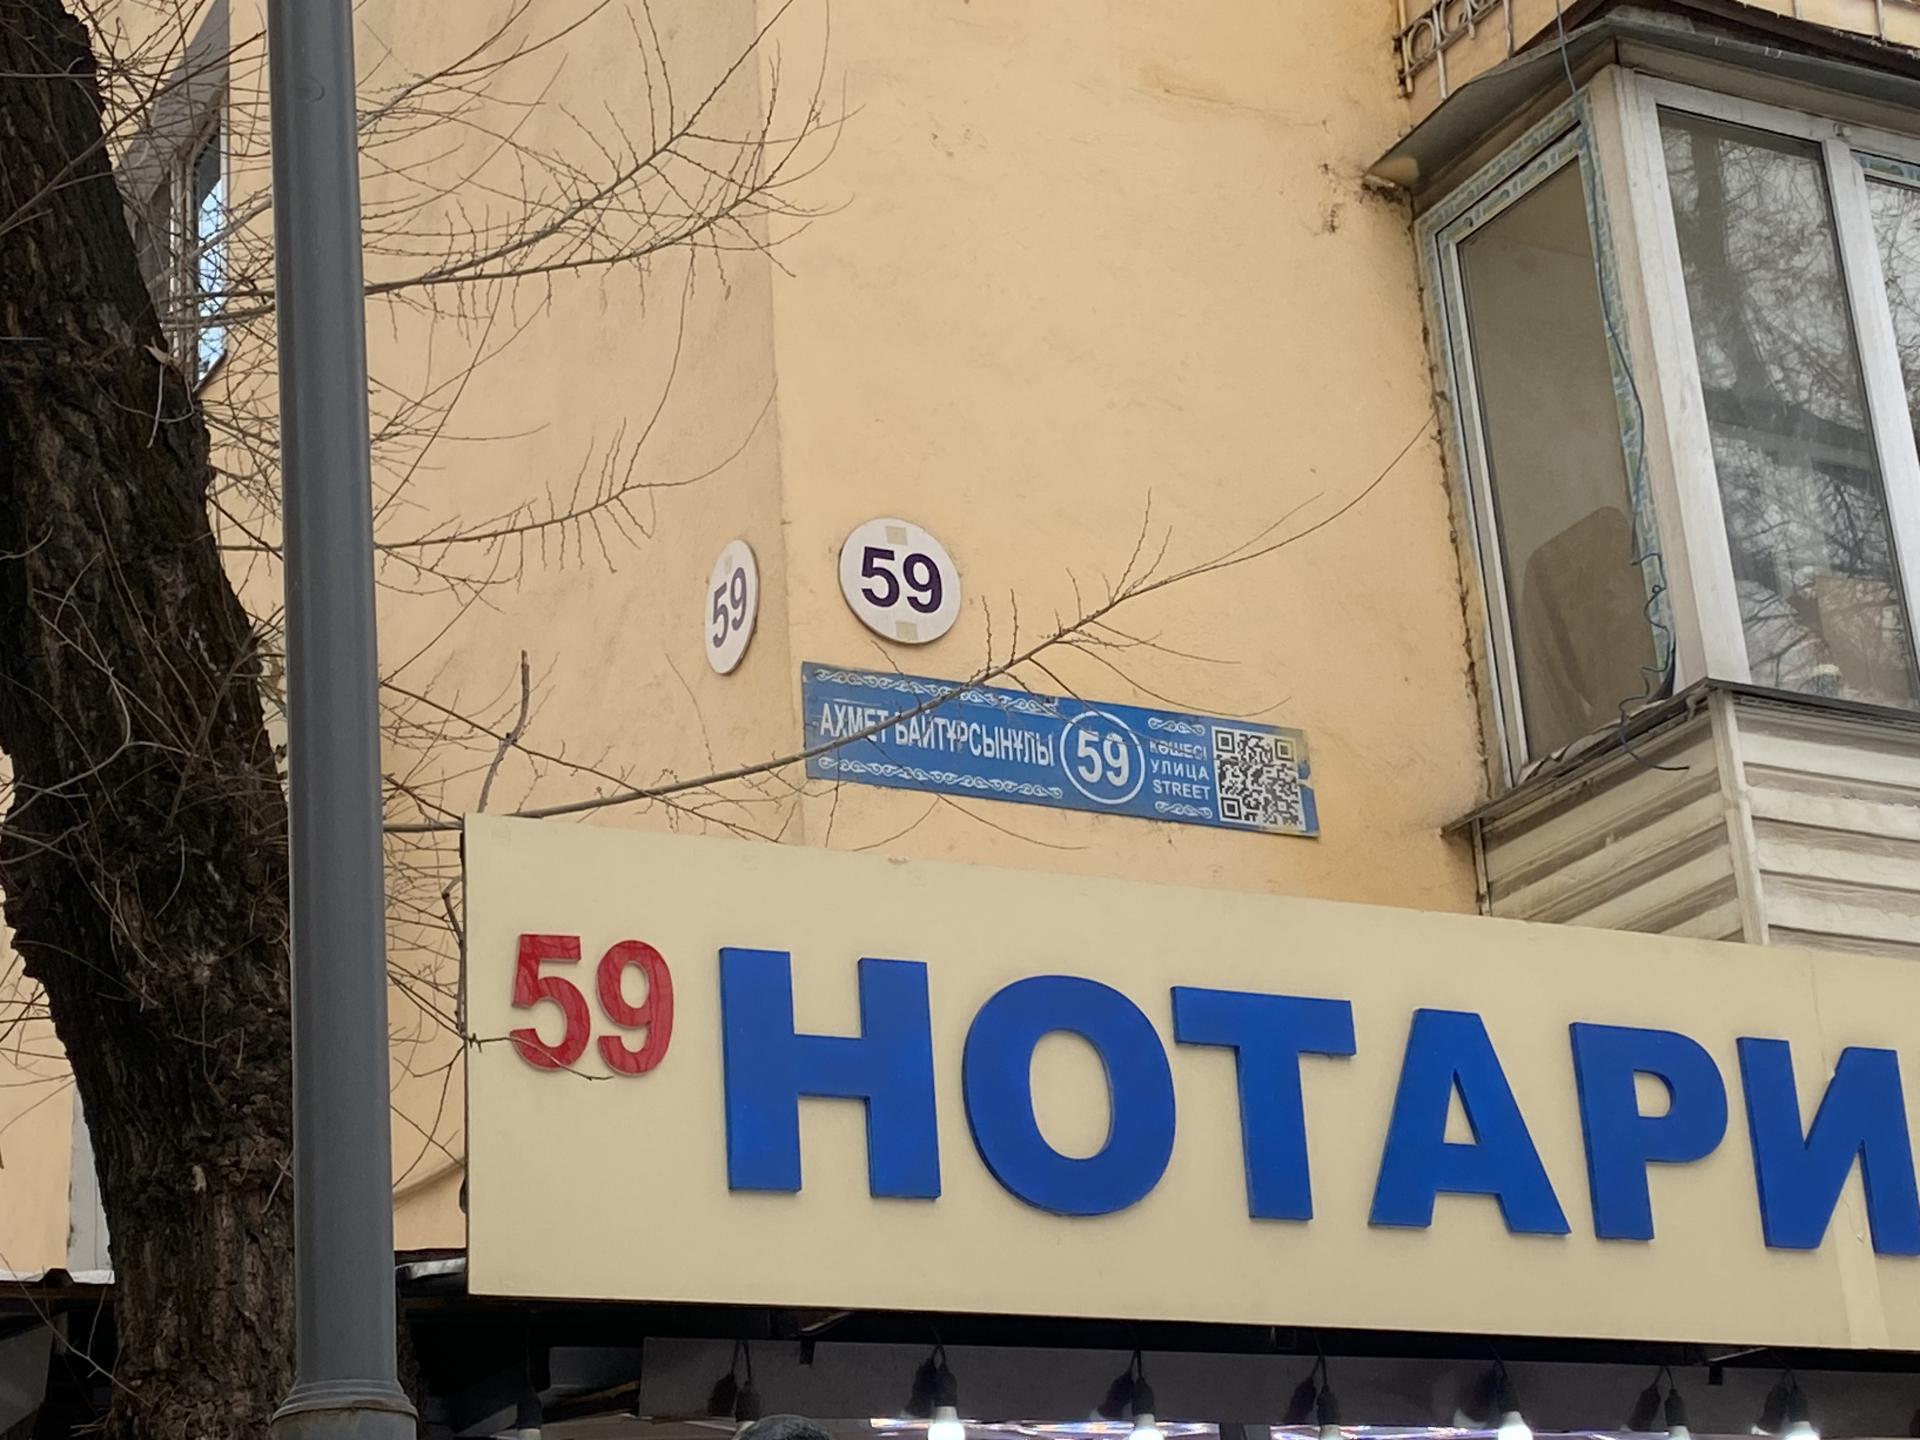 59
59
АХМЕТ БАЙТҰРСЫНҰЛЫ
59
КӨШЕСІ
УЛИЦА
STREET
59 НОТАРИ